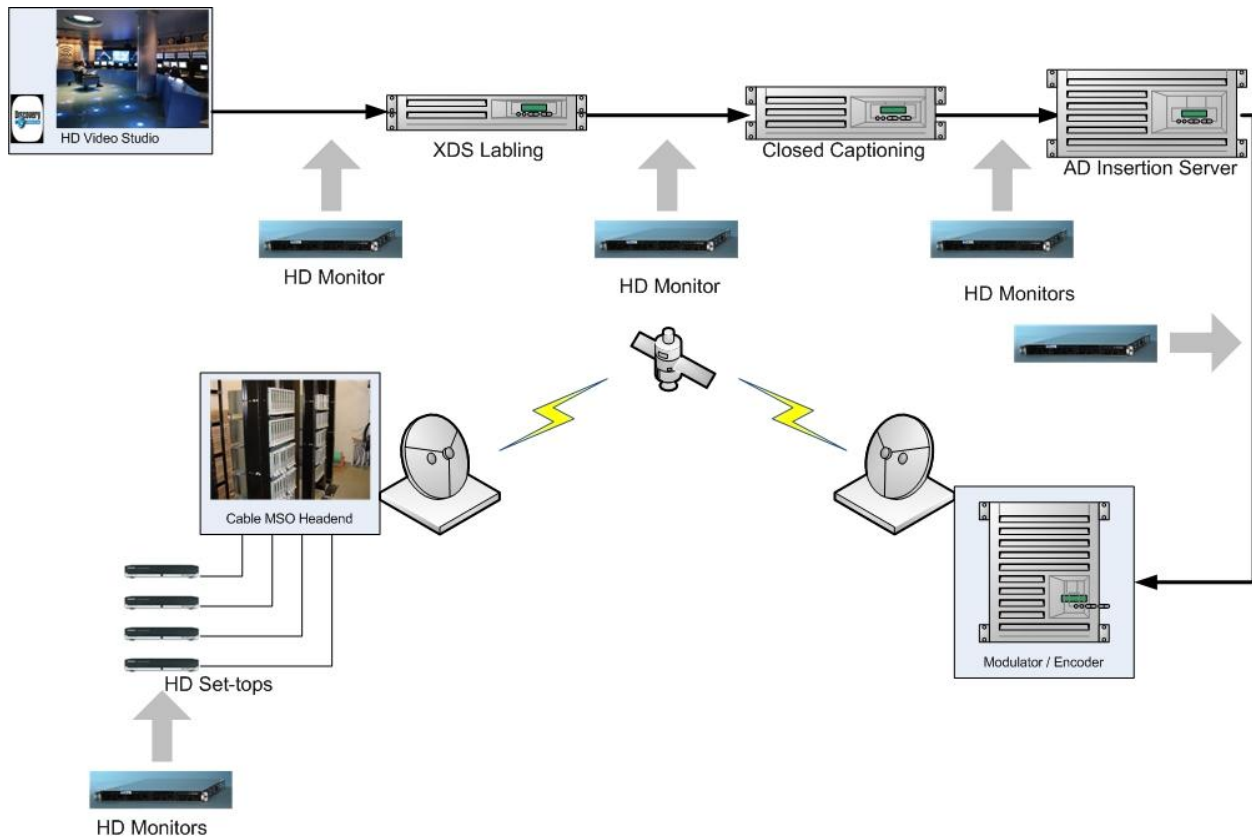 Discovery
HD Video Studio
XDS Labling
Closed Captioning
AD Insertion Server
HD Monitor
HD Monitor
HD Monitors
Cable MSO Headend
HD Set-tops
Modulator / Encoder
HD Monitors